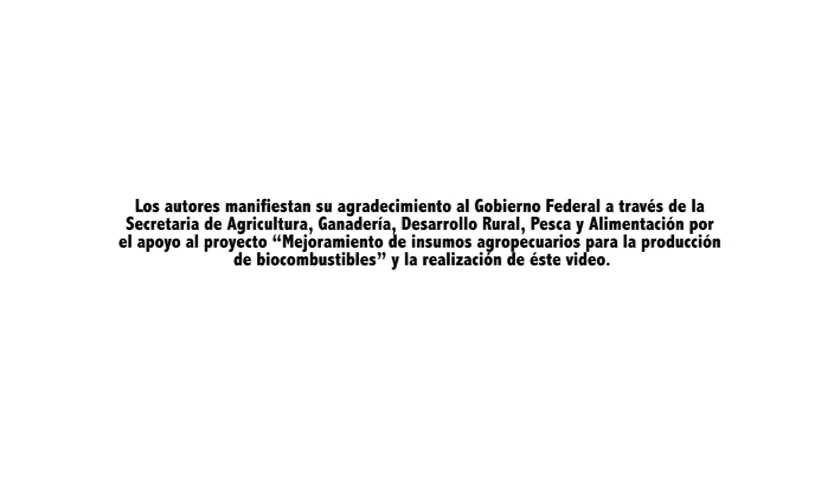 Los autores manifiestan su agradecimiento al Gobierno Federal a través de la
Secretaria de Agricultura, Ganadería, Desarrollo Rural, Pesca y Alimentación por
el apoyo al proyecto “Mejoramiento de insumos agropecuarios para la producción
de biocombustibles” y la realización de éste video.